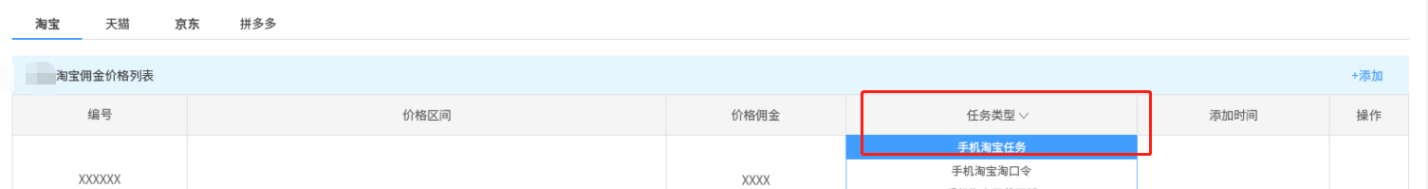 淘宝 天猫 京东 拼多多
淘宝佣金价格列表 +添加
编号 价格区间 价格佣金 任务类型 添加时间 操作
手机淘宝任务
手机淘宝淘口令
XXXXXX XXXX